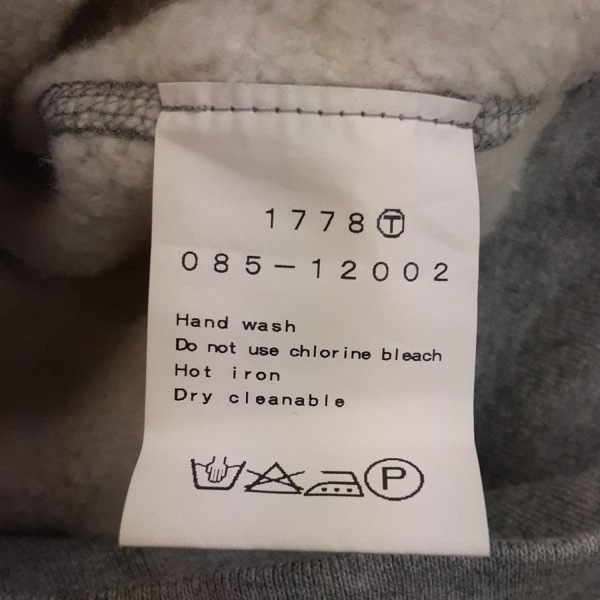 1778Ⓣ
085-12002
Hand wash
Do not use chlorine bleach
Hot iron
Dry cleanable
P